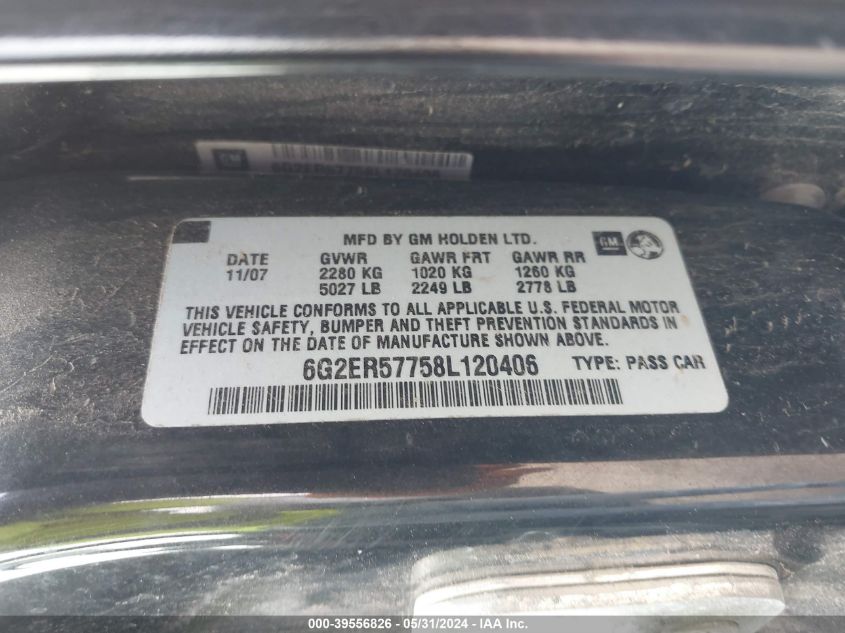 GM
6G2ER57758L120406
MFD BY GM HOLDEN LTD.
GM
DATE GVWR GAWR FRT GAWR RR
11/07 2280 KG 1020 KG 1260 KG
5027 LB 2249 LB 2778 LB
THIS VEHICLE CONFORMS TO ALL APPLICABLE U.S. FEDERAL MOTOR
VEHICLE SAFETY, BUMPER AND THEFT PREVENTION STANDARDS IN
EFFECT ON THE DATE OF MANUFACTURE SHOWN ABOVE.
6G2ER57758L120406 TYPE: PASS CAR
000-39556826 - 05/31/2024 - IAA Inc.